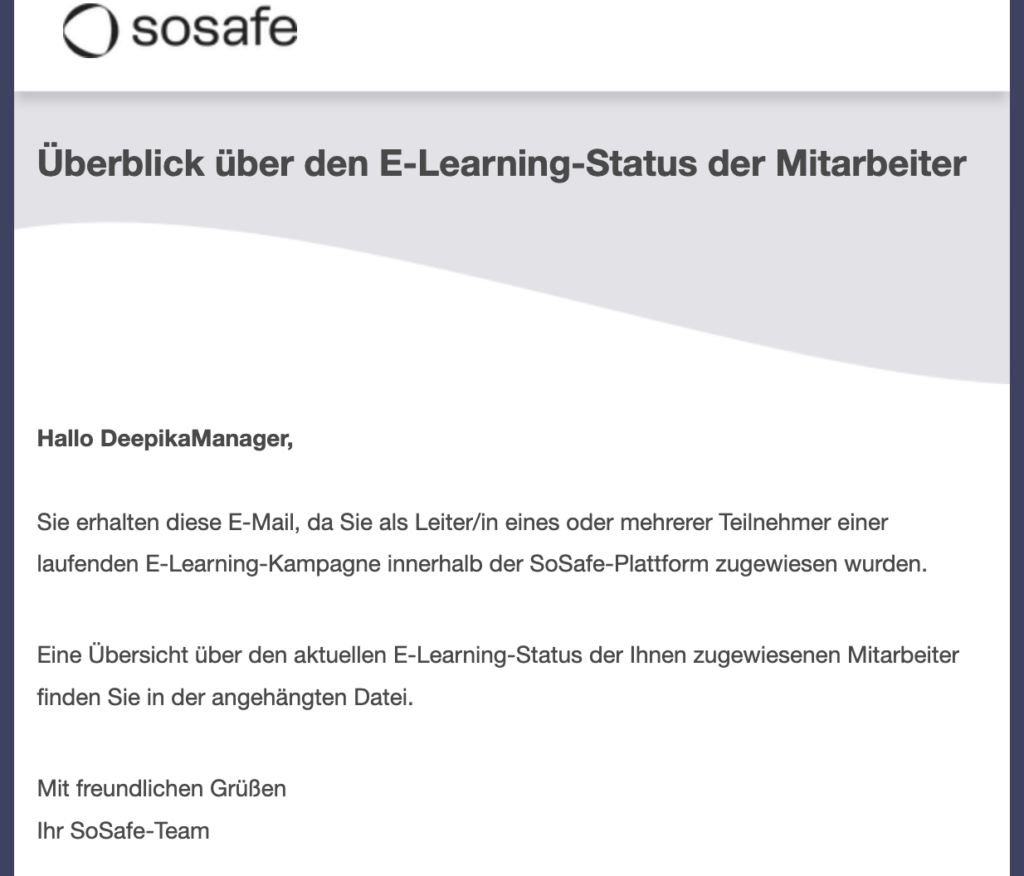 sosafe
Überblick über den E-Learning-Status der Mitarbeiter
Hallo DeepikaManager,
Sie erhalten diese E-Mail, da Sie als Leiter/in eines oder mehrerer Teilnehmer einer
laufenden E-Learning-Kampagne innerhalb der SoSafe-Plattform zugewiesen wurden.
Eine Übersicht über den aktuellen E-Learning-Status der Ihnen zugewiesenen Mitarbeiter
finden Sie in der angehängten Datei.
Mit freundlichen Grüßen
Ihr SoSafe-Team